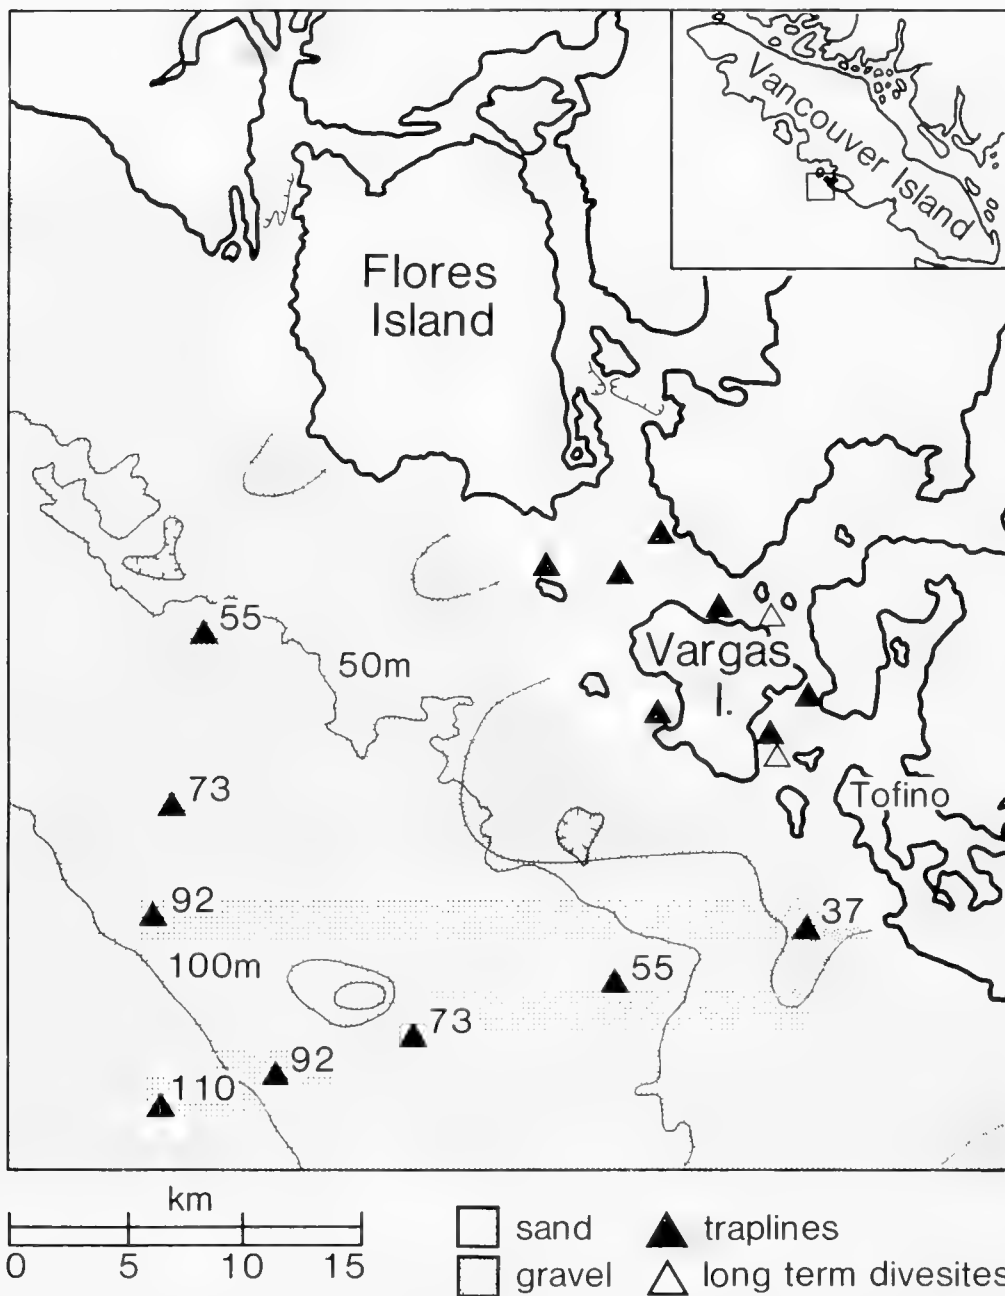 Vancouver Island
Flores
Island
55
50m
Vargas
I.
73
Tofino
92
37
100m
55
73
92
110
km
0 5 10 15
sand
traplines
gravel
long term divesites